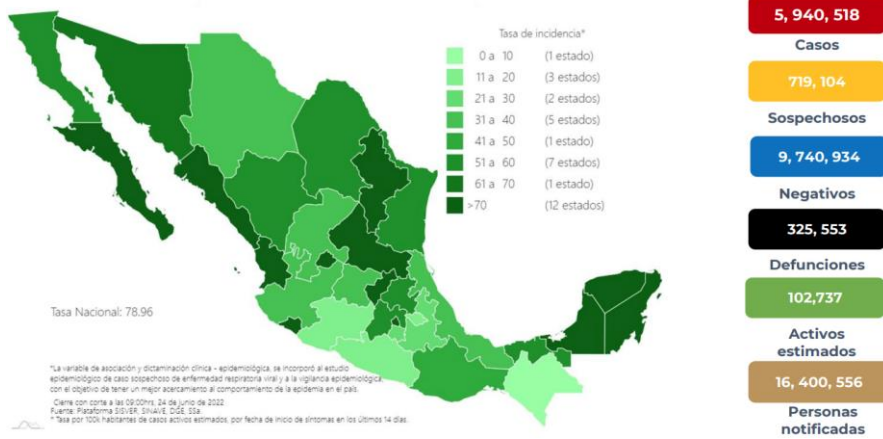 Tasa de incidencia*
0 a 10 (1 estado)
11 a 20 (3 estados)
21 a 30 (2 estados)
31 a 40 (5 estados)
41 a 50 (1 estado)
51 a 60 (7 estados)
61 a 70 (1 estado)
>70 (12 estados)
Tasa Nacional: 78.96
*La variable de asociación y dictaminación clínica - epidemiológica, se incorporó al estudio
epidemiológico de caso sospechoso de enfermedad respiratoria viral y a la vigilancia epidemiológica,
con el objetivo de tener un mejor acercamiento al comportamiento de la epidemia en el país.
Cierre con corte a las 09:00hrs, 24 de junio de 2022
Fuente: Plataforma SISVER, SINAVE, DGE, SSa.
* Tasa por 100k habitantes de casos activos estimados, por fecha de inicio de síntomas en los últimos 14 días.
5, 940, 518
Casos
719, 104
Sospechosos
9, 740, 934
Negativos
325, 553
Defunciones
102,737
Activos
estimados
16, 400, 556
Personas
notificadas